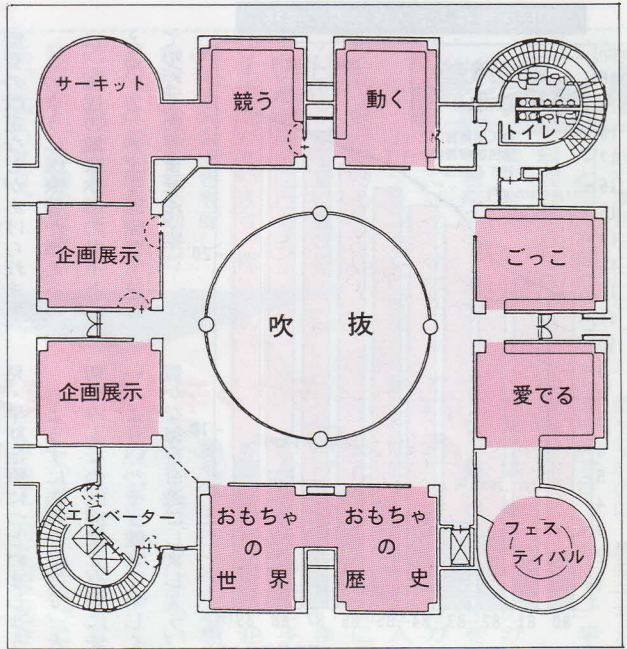 サーキット
競う
動く
トイレ
企画展示
ごっこ
吹 抜
企画展示
愛でる
エレベーター
おもちゃ
の
世 界
おもちゃ
の
歴 史
フェス
ティバル